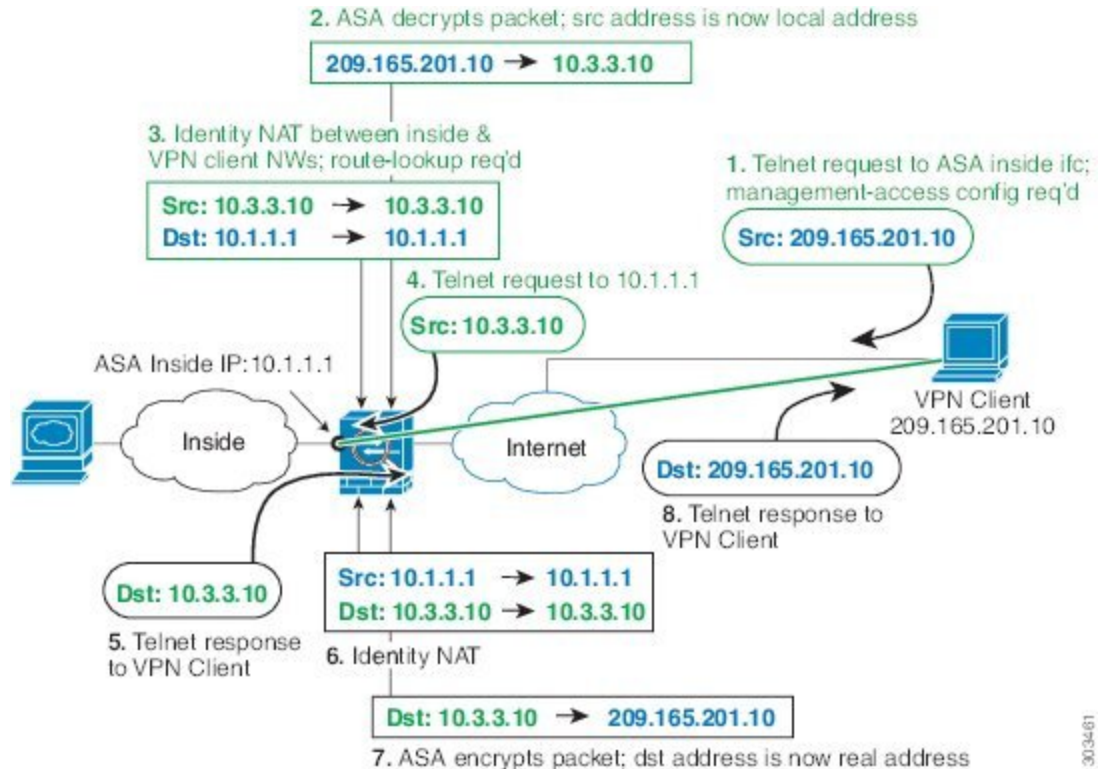 2. ASA decrypts packet; src address is now local address
209.165.201.10 → 10.3.3.10
3. Identity NAT between inside &
VPN client NWs; route-lookup req'd
Src: 10.3.3.10 → 10.3.3.10
Dst: 10.1.1.1 → 10.1.1.1
1. Telnet request to ASA inside ifc;
management-access config req'd
Src: 209.165.201.10
4. Telnet request to 10.1.1.1
Src: 10.3.3.10
ASA Inside IP:10.1.1.1
Inside
Internet
VPN Client
209.165.201.10
Dst: 209.165.201.10
8. Telnet response to
VPN Client
Dst: 10.3.3.10
5. Telnet response
to VPN Client
Src: 10.1.1.1 → 10.1.1.1
Dst: 10.3.3.10 → 10.3.3.10
6. Identity NAT
Dst: 10.3.3.10 → 209.165.201.10
7. ASA encrypts packet; dst address is now real address
303461